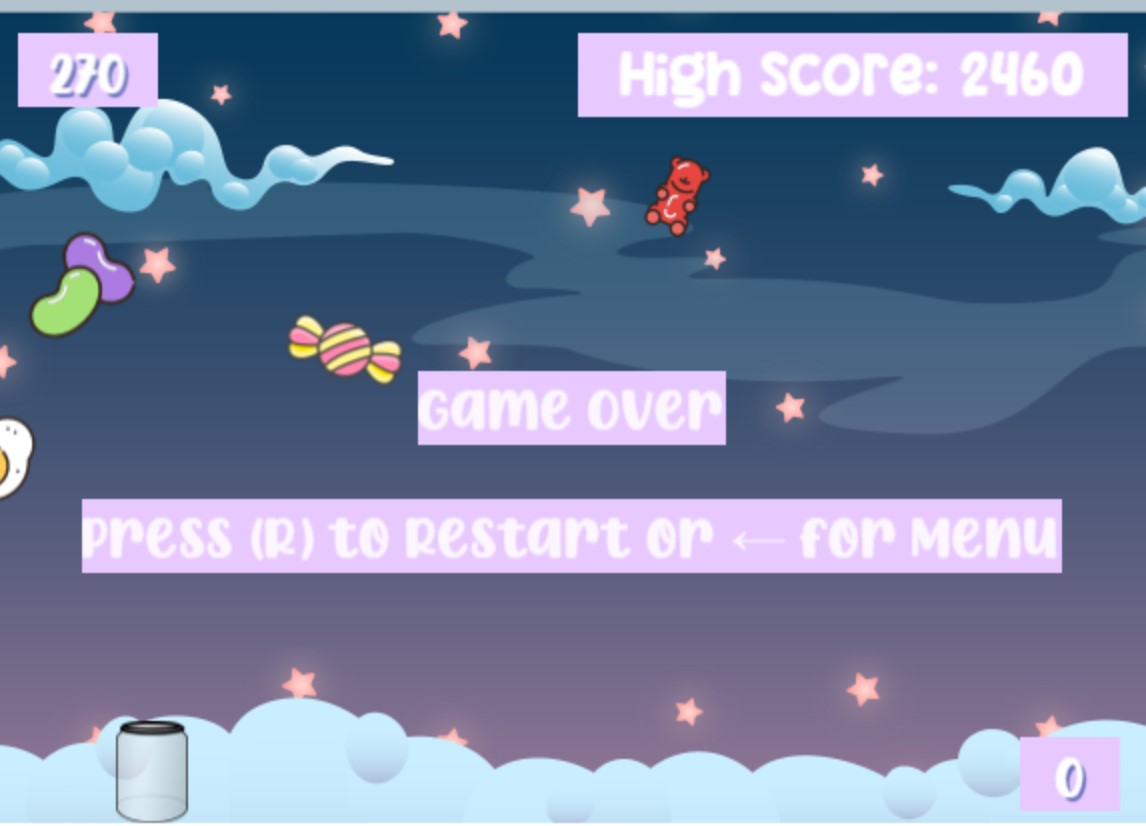 270
High Score: 2460
Game Over
Press (R) to Restart or ← for Menu
0